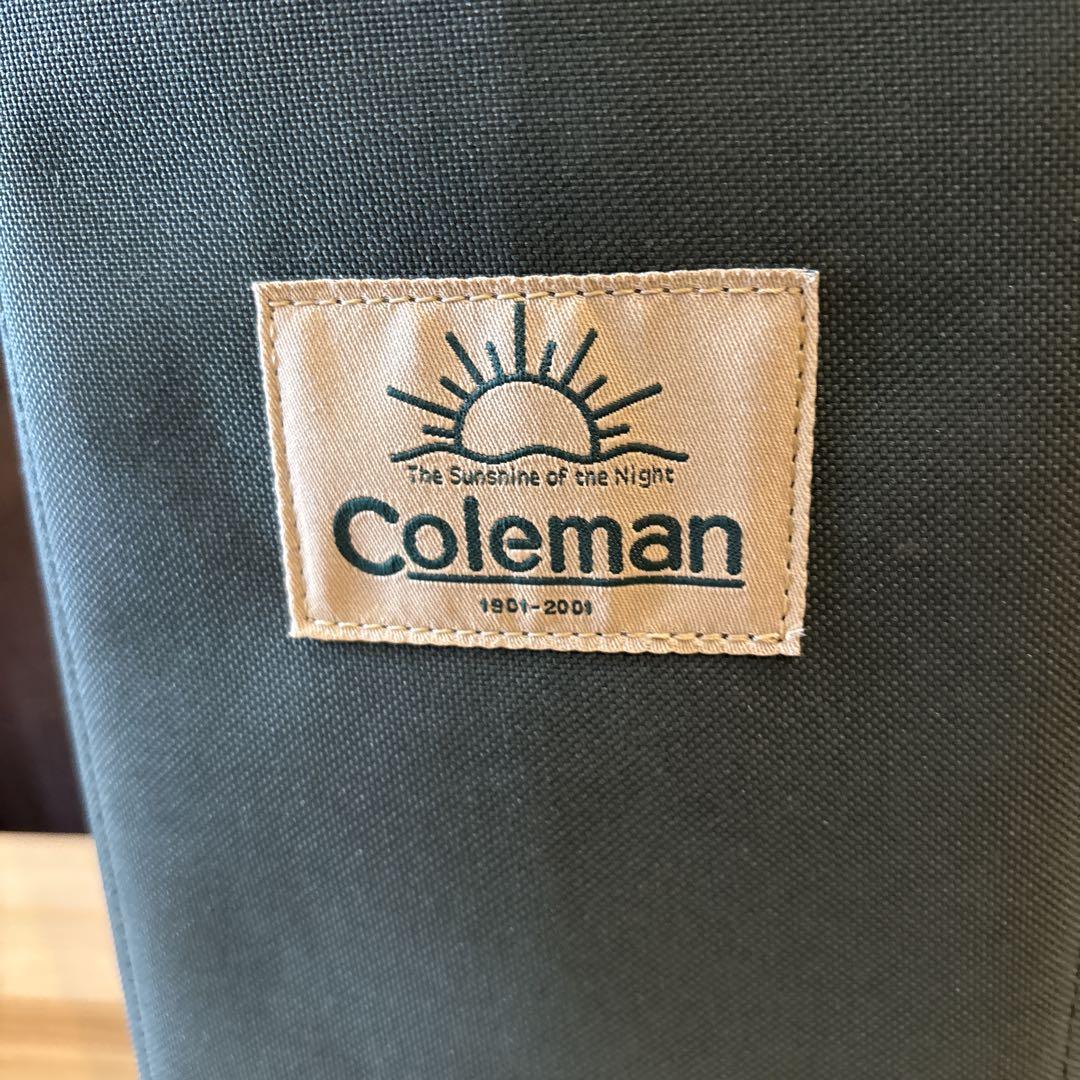 The Sunshine of the Night
Coleman
1901-2001